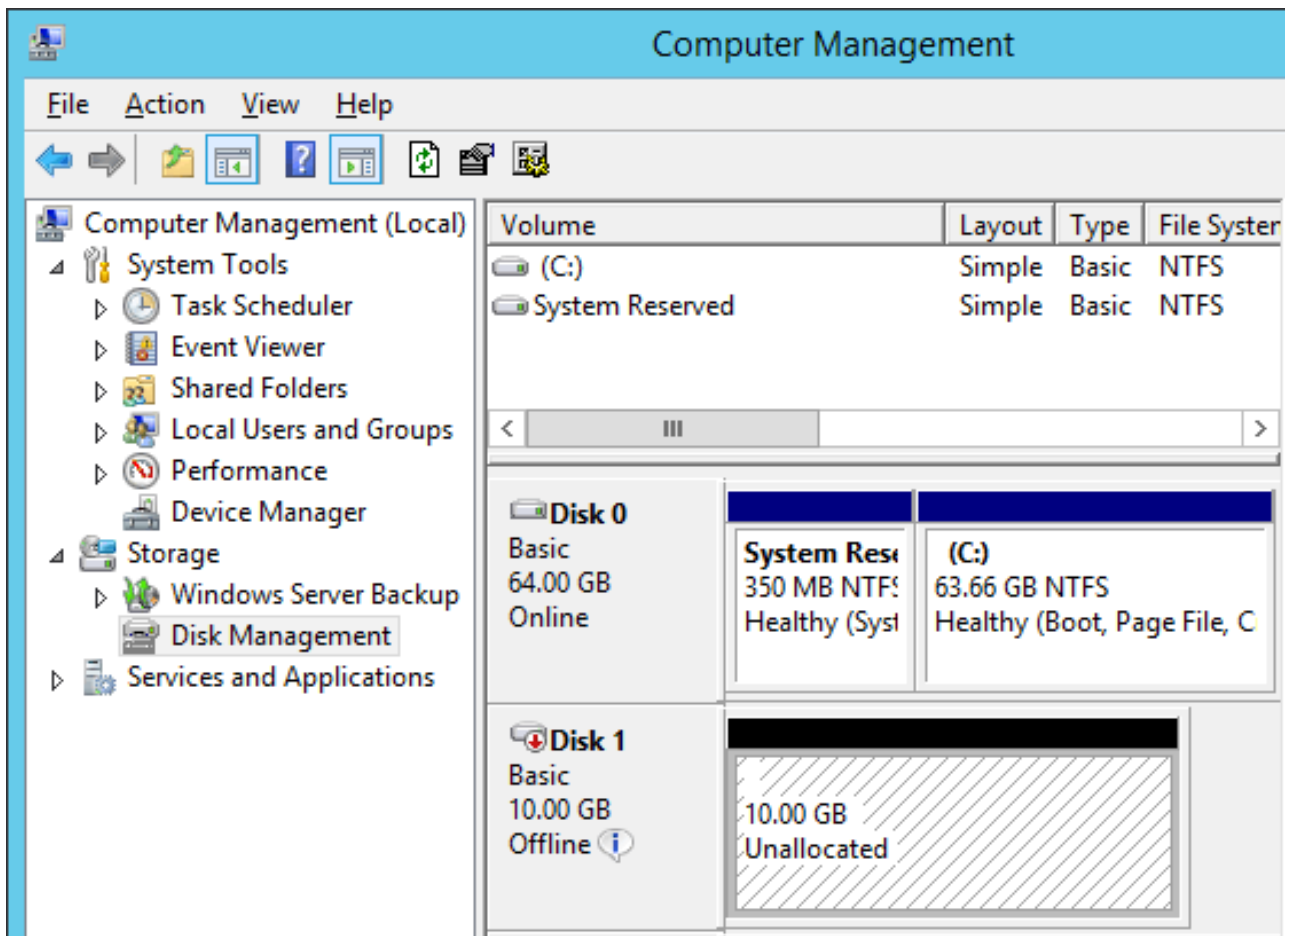 Computer Management
File Action View Help
Computer Management (Local)
System Tools
Task Scheduler
Event Viewer
Shared Folders
Local Users and Groups
Performance
Device Manager
Storage
Windows Server Backup
Disk Management
Services and Applications
Volume Layout Type File System
(C:) Simple Basic NTFS
System Reserved Simple Basic NTFS
Disk 0
Basic
64.00 GB
Online
System Rese
350 MB NTFS
Healthy (Syst
(C:)
63.66 GB NTFS
Healthy (Boot, Page File, C
Disk 1
Basic
10.00 GB
Offline
10.00 GB
Unallocated